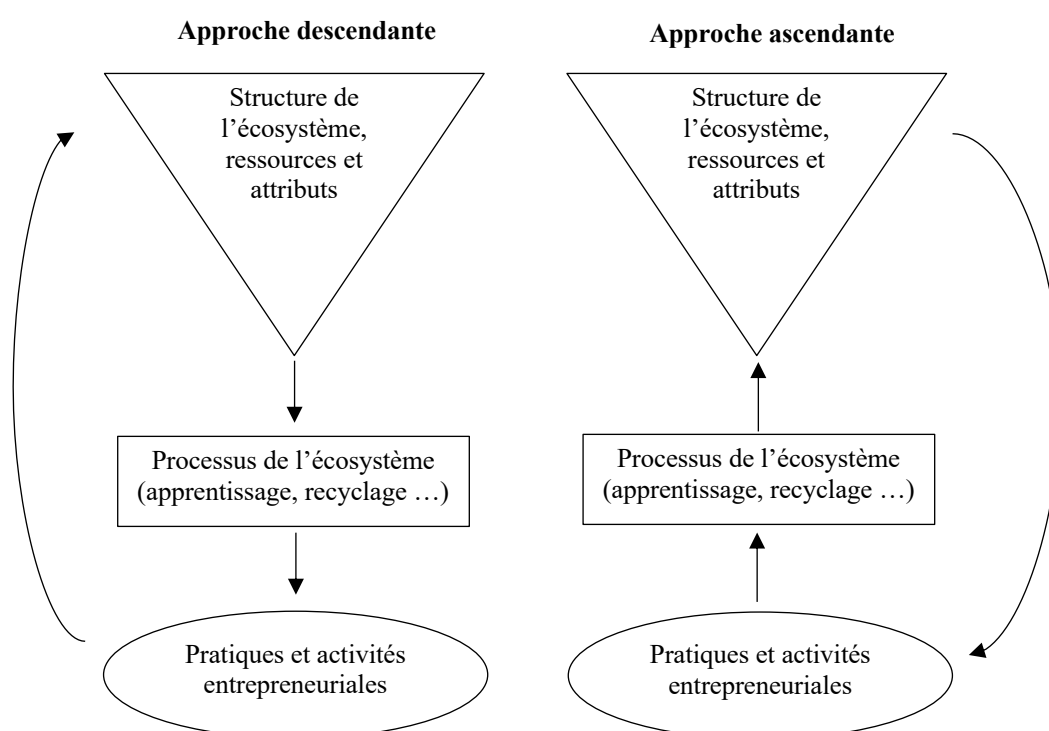 Approche descendante
Structure de
l’écosystème,
ressources et
attributs
Processus de l’écosystème
(apprentissage, recyclage …)
Pratiques et activités
entrepreneuriales
Approche ascendante
Structure de
l’écosystème,
ressources et
attributs
Processus de l’écosystème
(apprentissage, recyclage …)
Pratiques et activités
entrepreneuriales